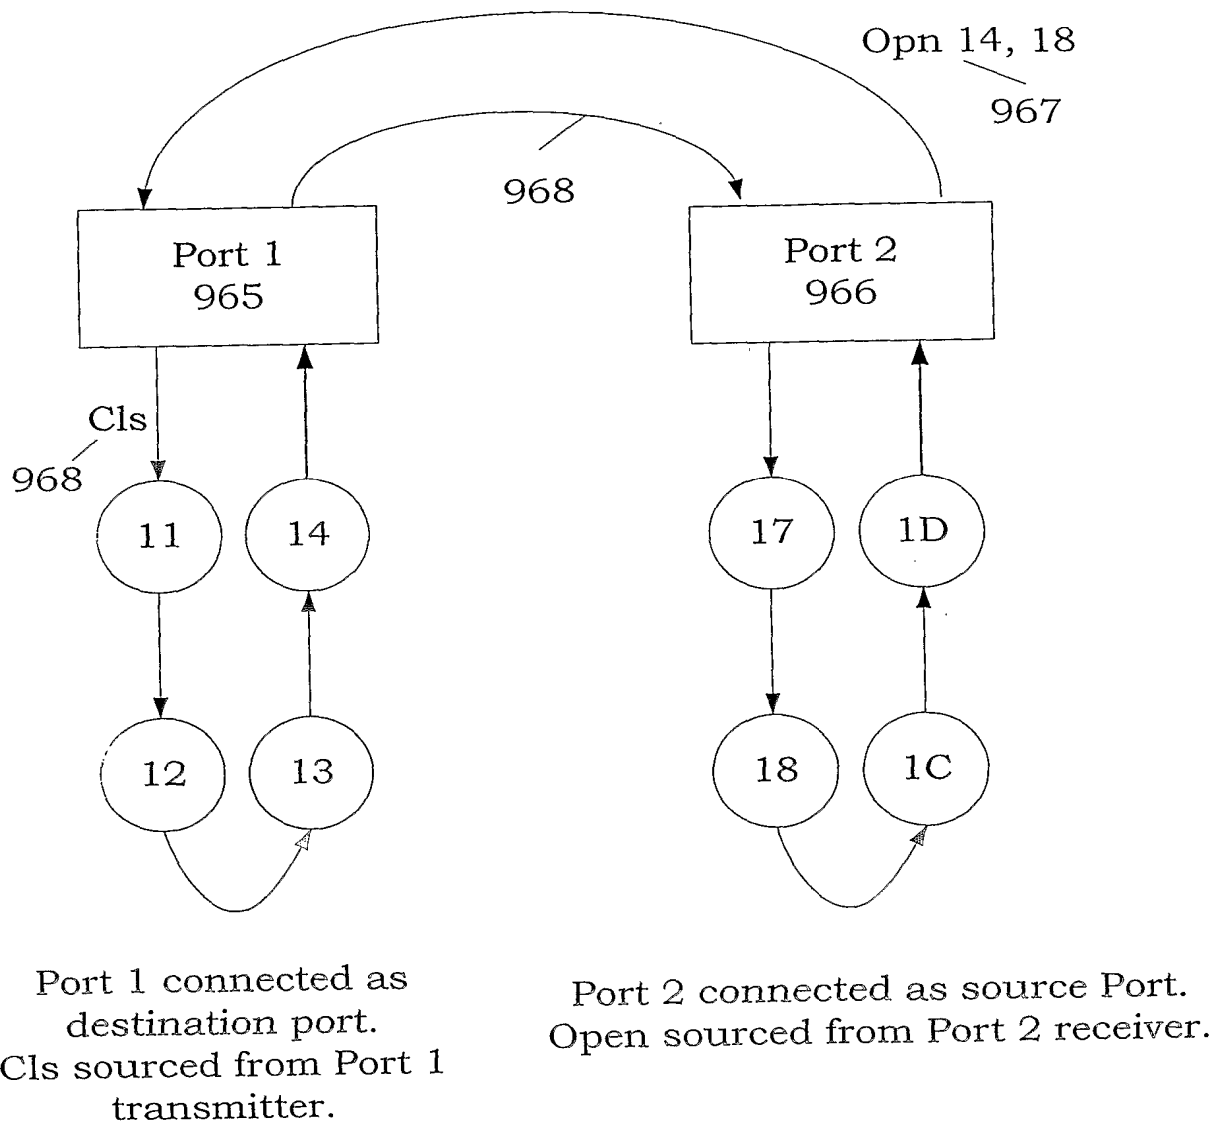 Opn 14, 18
967
968
Port 1
965
Port 2
966
Cls
968
11
14
17
1D
12
13
18
1C
Port 1 connected as
destination port.
Cls sourced from Port 1
transmitter.
Port 2 connected as source Port.
Open sourced from Port 2 receiver.